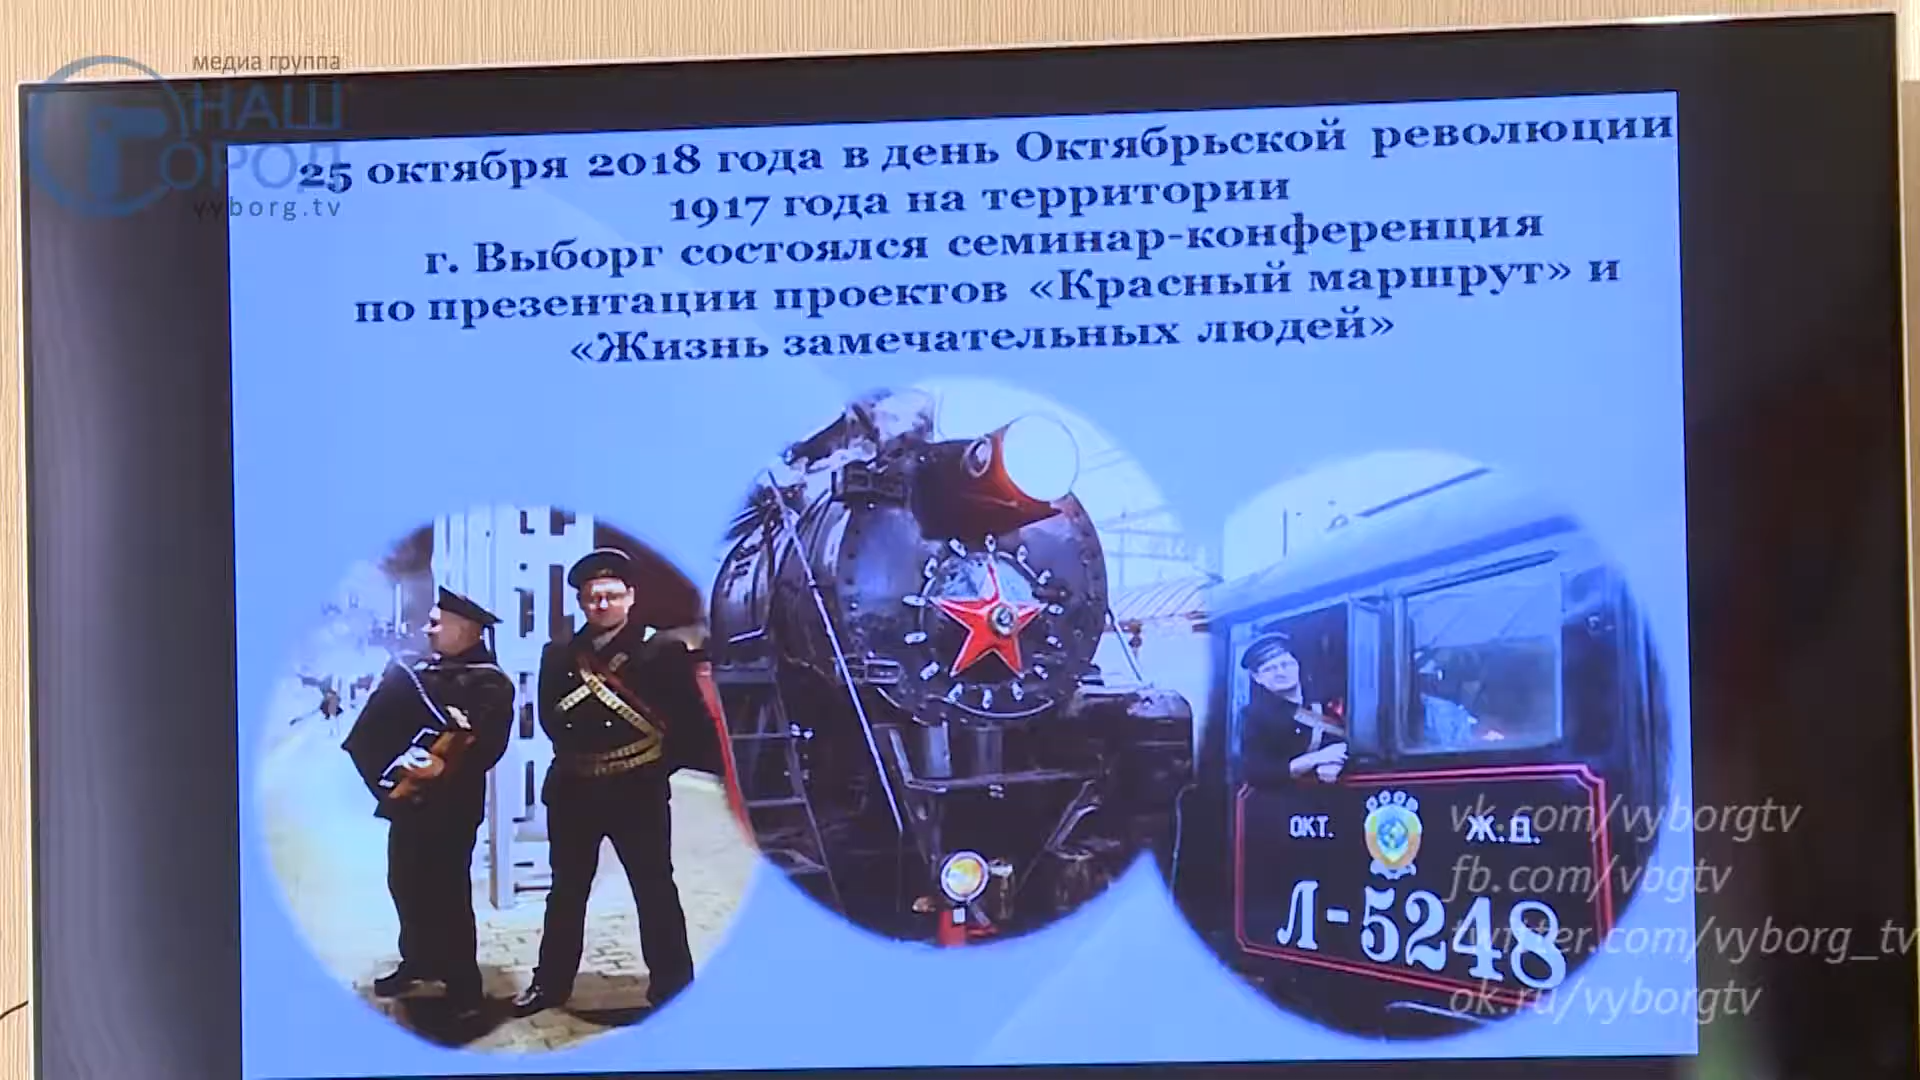 медиа группа
НАШ
ГОРОД
vyborg.tv
25 октября 2018 года в день Октябрьской революции
1917 года на территории
г. Выборг состоялся семинар-конференция
по презентации проектов «Красный маршрут» и
«Жизнь замечательных людей»
ОКТ. Ж.Д.
Л-5248
vk.com/vyborgtv
fb.com/vbgtv
twitter.com/vyborg_tv
ok.ru/vyborgtv